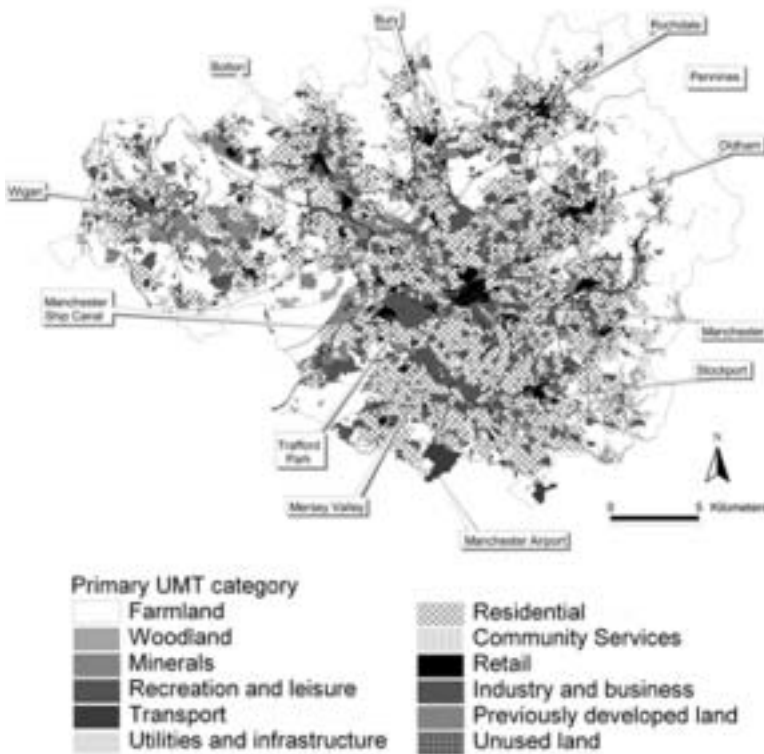 Bury
Rochdale
Bolton
Pennines
Oldham
Wigan
Manchester
Ship Canal
Manchester
Stockport
Trafford
Park
N
Mersey Valley
0 5 Kilometers
Manchester Airport
Primary UMT category
Farmland
Woodland
Minerals
Recreation and leisure
Transport
Utilities and infrastructure
Residential
Community Services
Retail
Industry and business
Previously developed land
Unused land